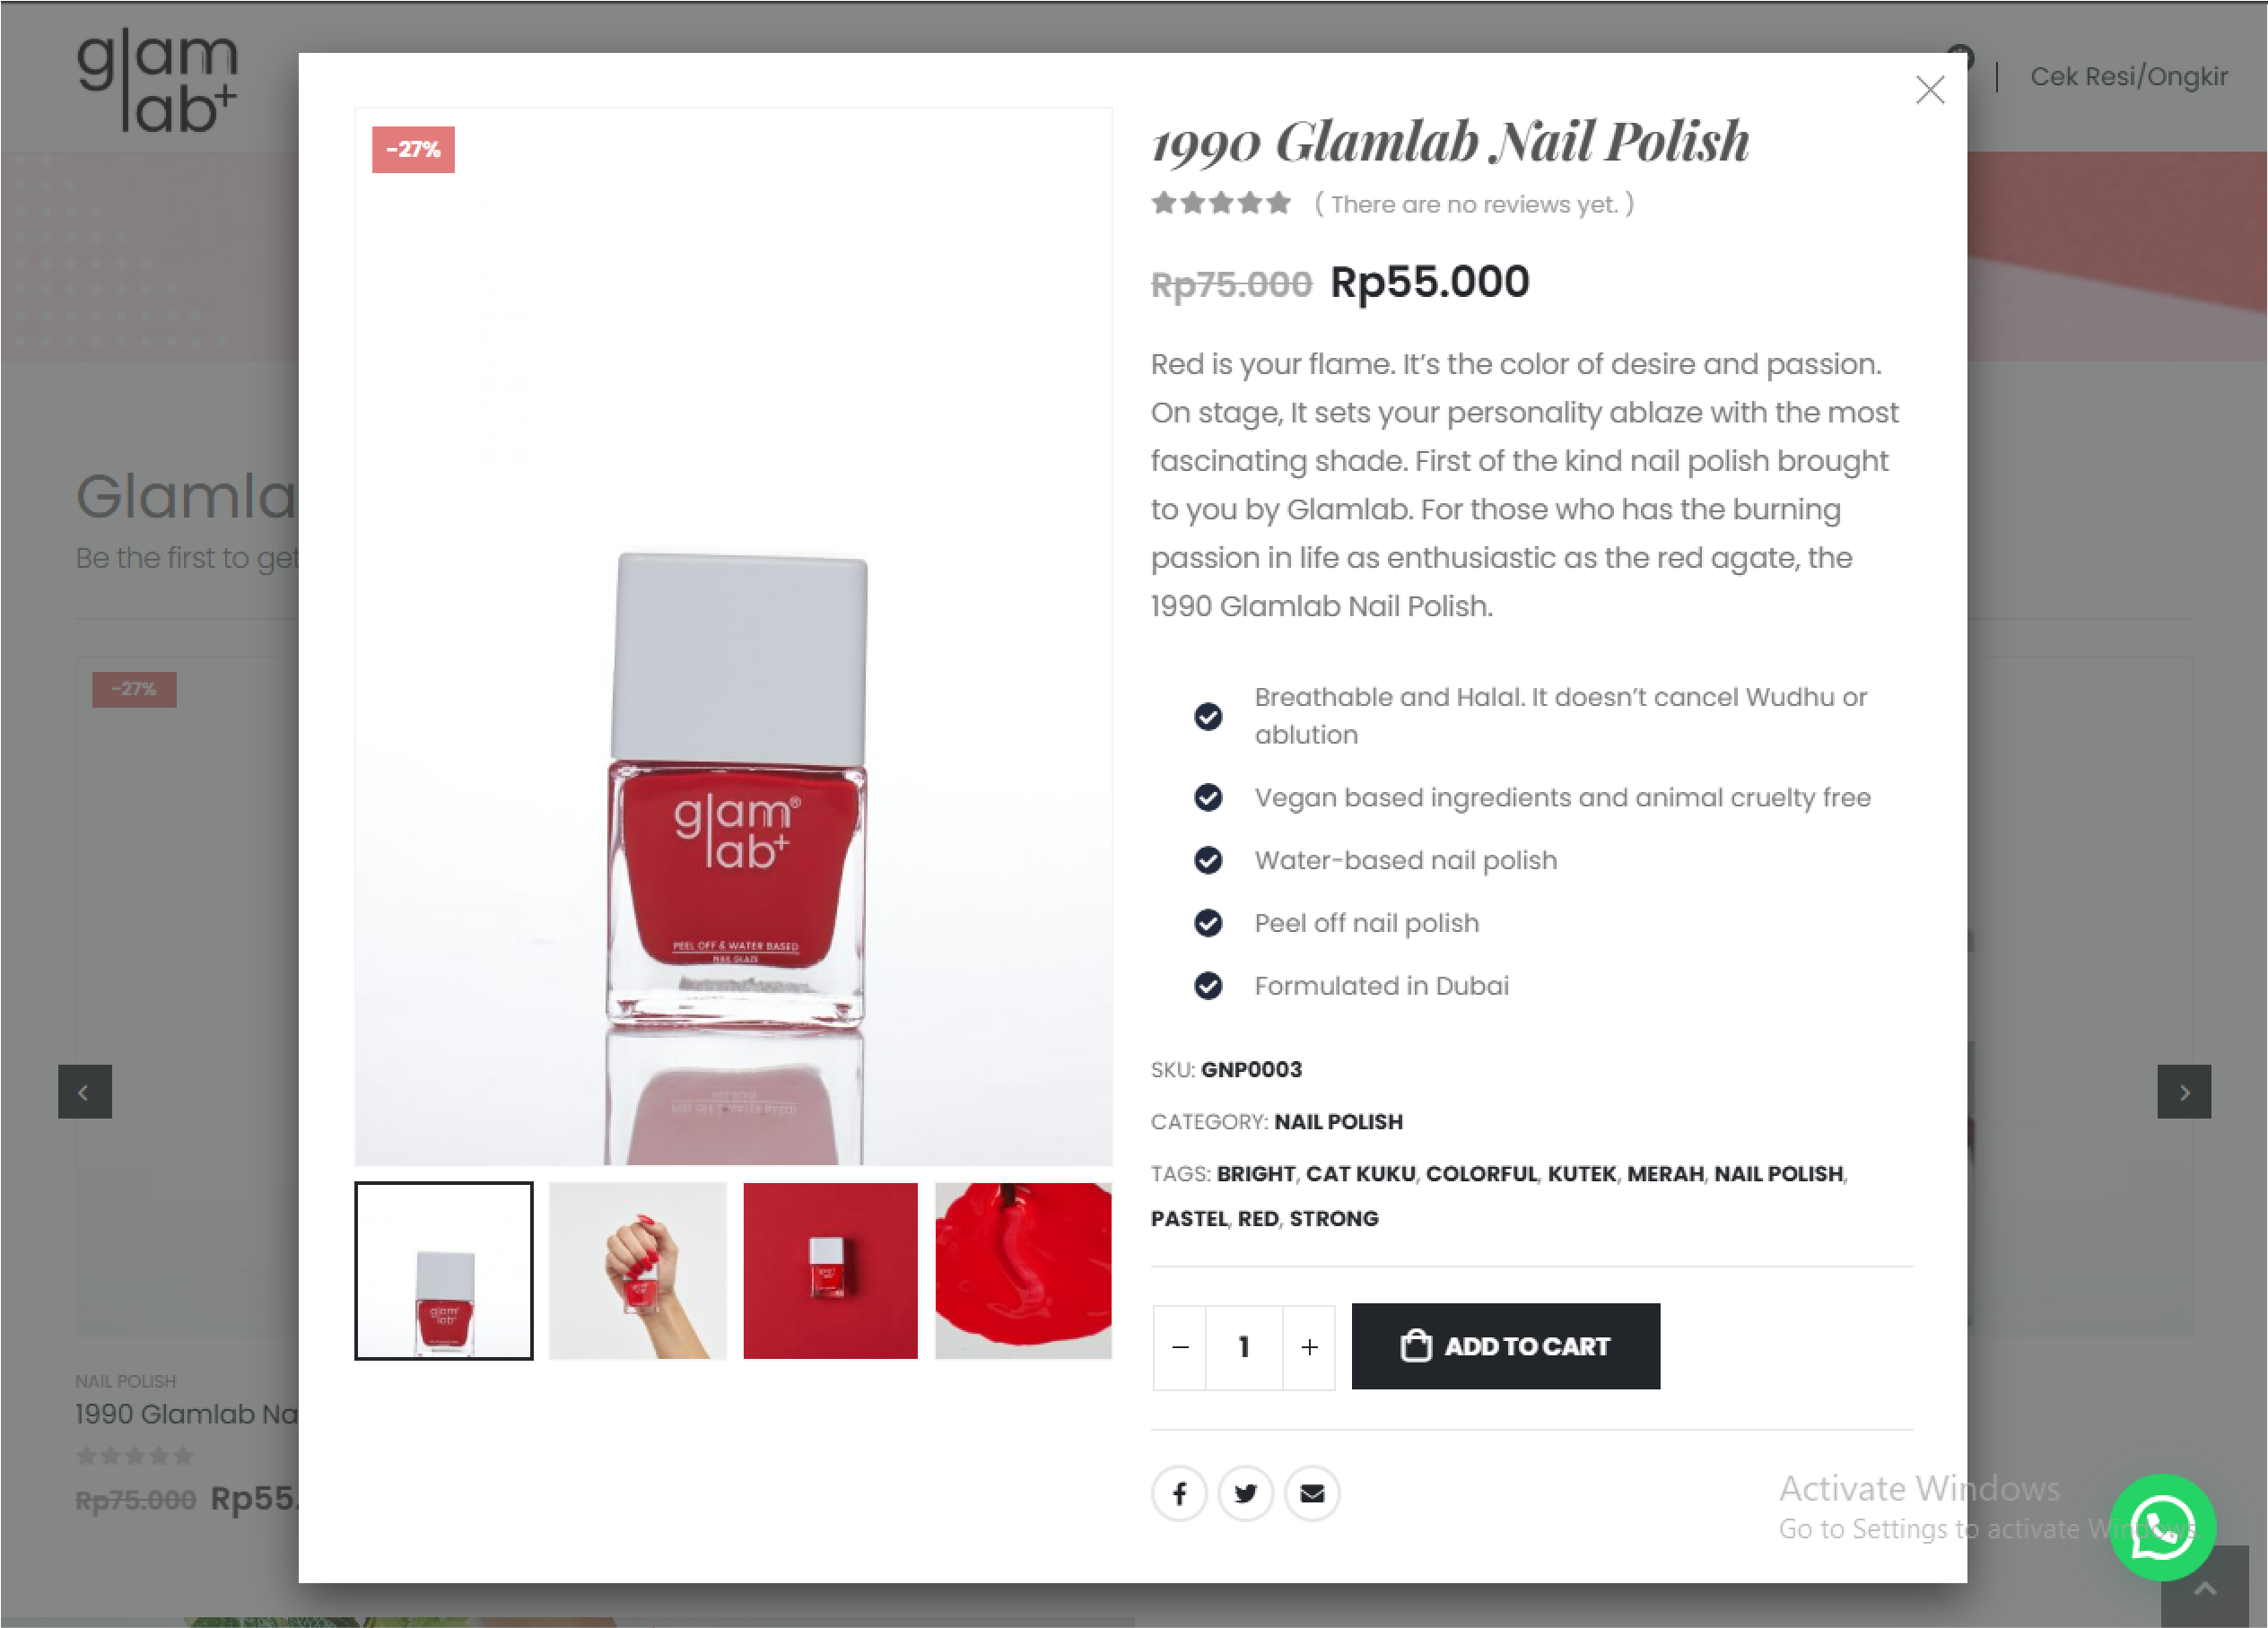 glam
lab+
Cek Resi/Ongkir
-27%
1990 Glamlab Nail Polish
( There are no reviews yet. )
Rp75.000 Rp55.000
Red is your flame. It's the color of desire and passion.
On stage, It sets your personality ablaze with the most
fascinating shade. First of the kind nail polish brought
to you by Glamlab. For those who has the burning
passion in life as enthusiastic as the red agate, the
1990 Glamlab Nail Polish.
Breathable and Halal. It doesn't cancel Wudhu or
ablution
Vegan based ingredients and animal cruelty free
Water-based nail polish
Peel off nail polish
Formulated in Dubai
SKU: GNP0003
CATEGORY: NAIL POLISH
TAGS: BRIGHT, CAT KUKU, COLORFUL, KUTEK, MERAH, NAIL POLISH,
PASTEL, RED, STRONG
- 1 + ADD TO CART
glam®
lab+
PEEL OFF & WATER BASED
NAIL GLAZE
glam
lab+
Glamla
Be the first to get
-27%
NAIL POLISH
1990 Glamlab Na
Rp75.000 Rp55.
Activate Windows
Go to Settings to activate Windows.